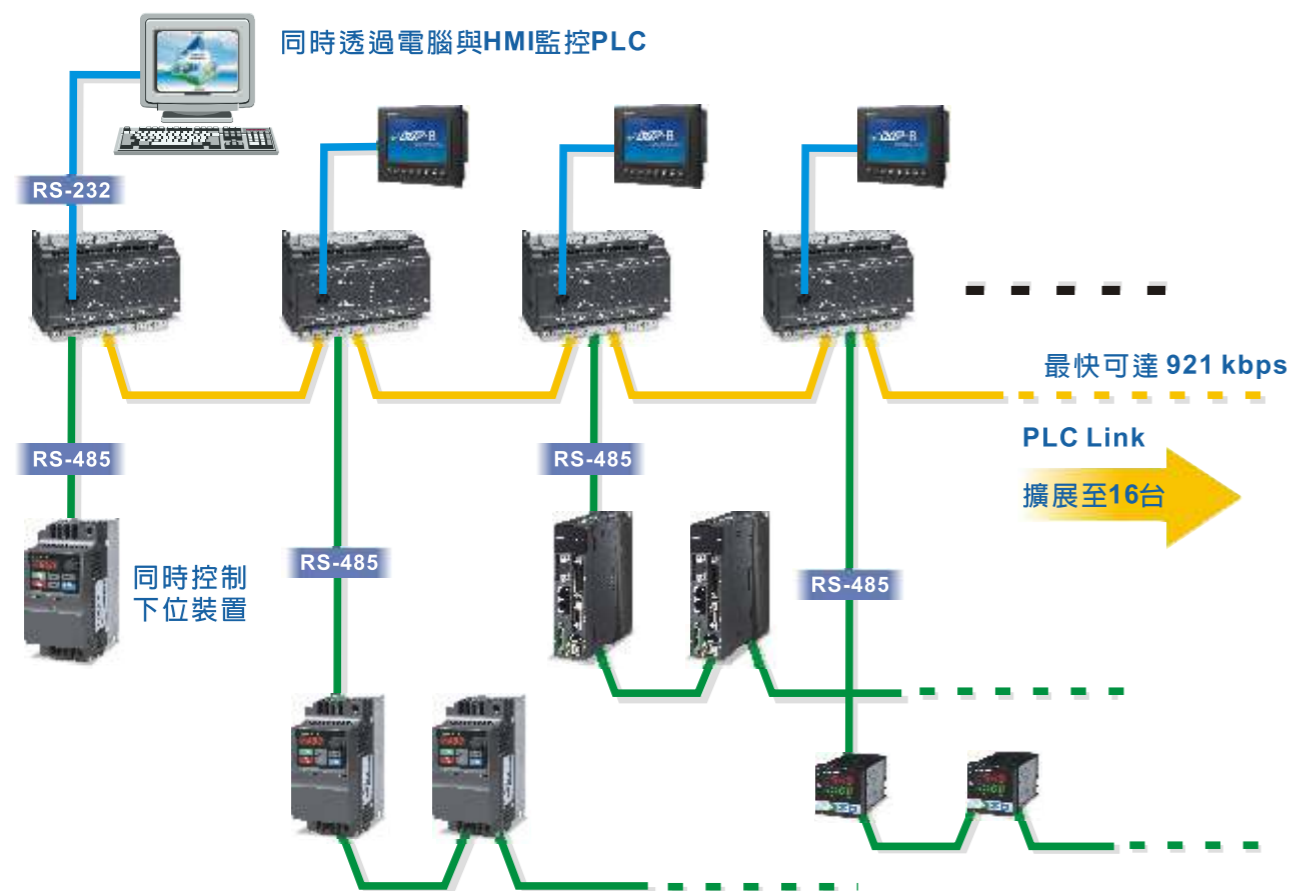 同時透過電腦與HMI監控PLC
RS-232
最快可達 921 kbps
PLC Link
擴展至16台
RS-485
RS-485
RS-485
RS-485
同時控制
下位裝置